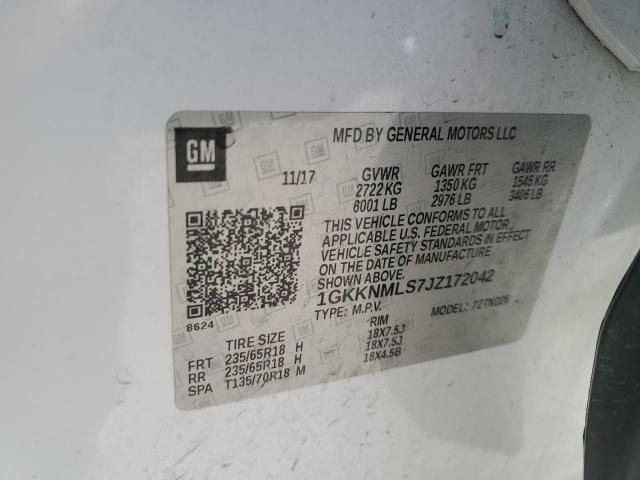 GM
MFD BY GENERAL MOTORS LLC
11/17 GVWR GAWR FRT GAWR RR
2722 KG 1350 KG 1545 KG
6001 LB 2976 LB 3406 LB
THIS VEHICLE CONFORMS TO ALL
APPLICABLE U.S. FEDERAL MOTOR
VEHICLE SAFETY STANDARDS IN EFFECT
ON THE DATE OF MANUFACTURE
SHOWN ABOVE.
1GKKNMLS7JZ172042
TYPE: M.P.V. MODEL:
8624
TIRE SIZE RIM
FRT 235/65R18 H 18X7.5J
RR 235/65R18 H 18X7.5J
SPA T135/70R18 M 18X4.5B